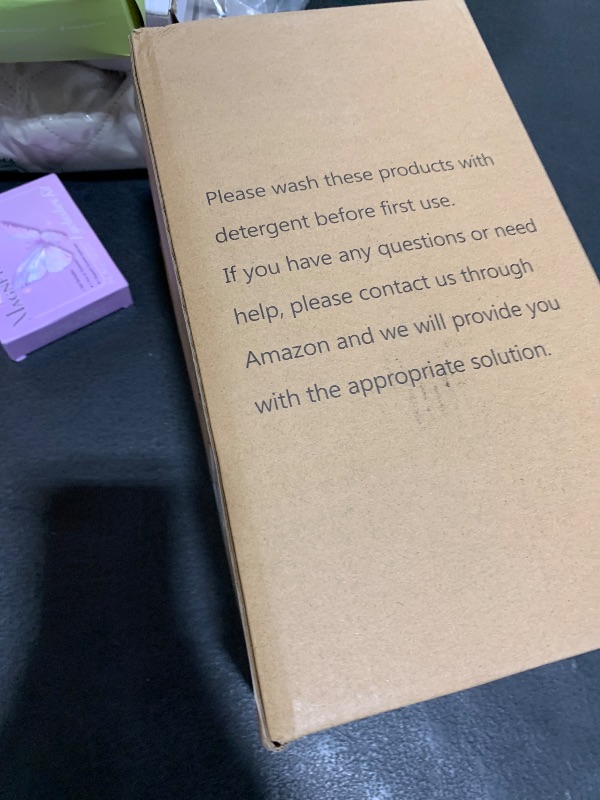 Please wash these products with
detergent before first use.
If you have any questions or need
help, please contact us through
Amazon and we will provide you
with the appropriate solution.